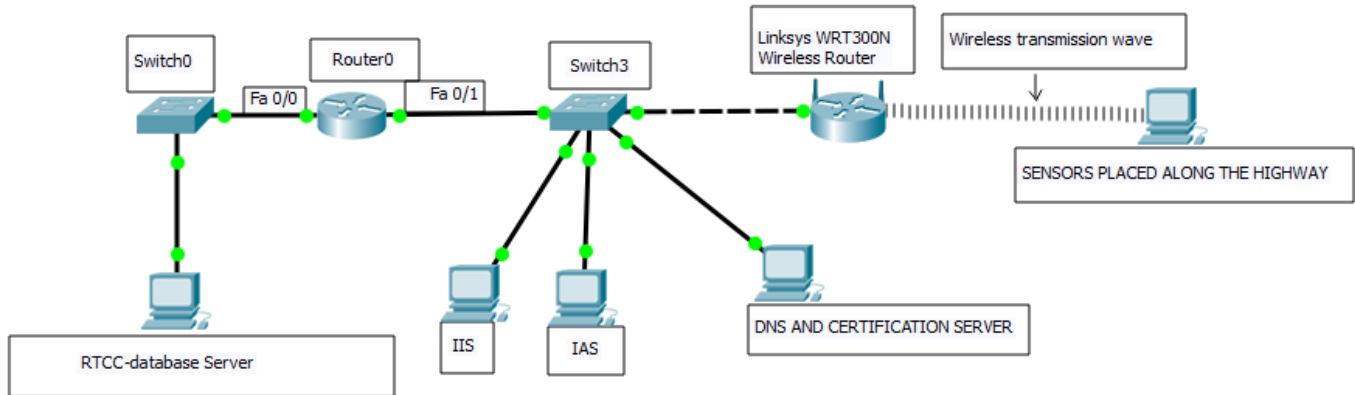 Switch0
Fa 0/0
Router0
Fa 0/1
Switch3
Linksys WRT300N
Wireless Router
Wireless transmission wave
SENSORS PLACED ALONG THE HIGHWAY
RTCC-database Server
IIS
IAS
DNS AND CERTIFICATION SERVER